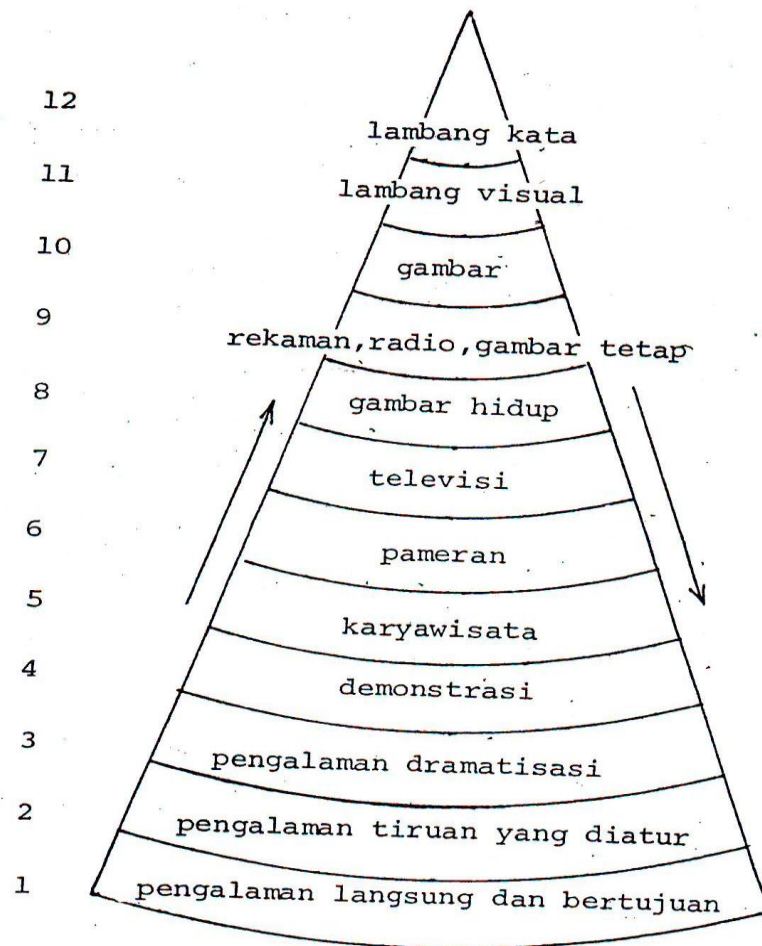 12
lambang kata
11
lambang visual
10
gambar
9
rekaman,radio,gambar tetap
8
gambar hidup
7
televisi
6
pameran
5
karyawisata
4
demonstrasi
3
pengalaman dramatisasi
2
pengalaman tiruan yang diatur
1
pengalaman langsung dan bertujuan